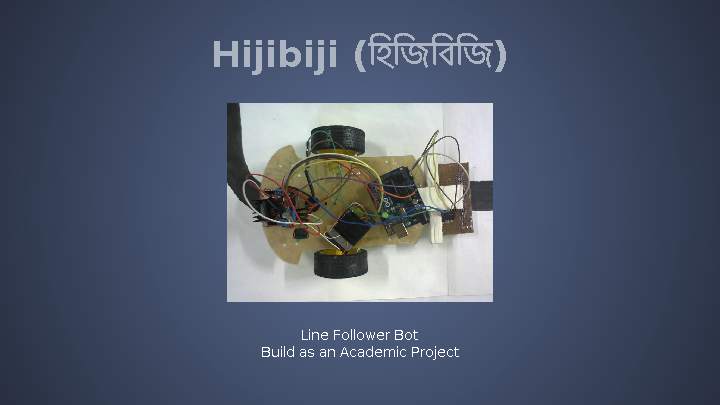 Hijibiji (হিজিবিজি)
Line Follower Bot
Build as an Academic Project